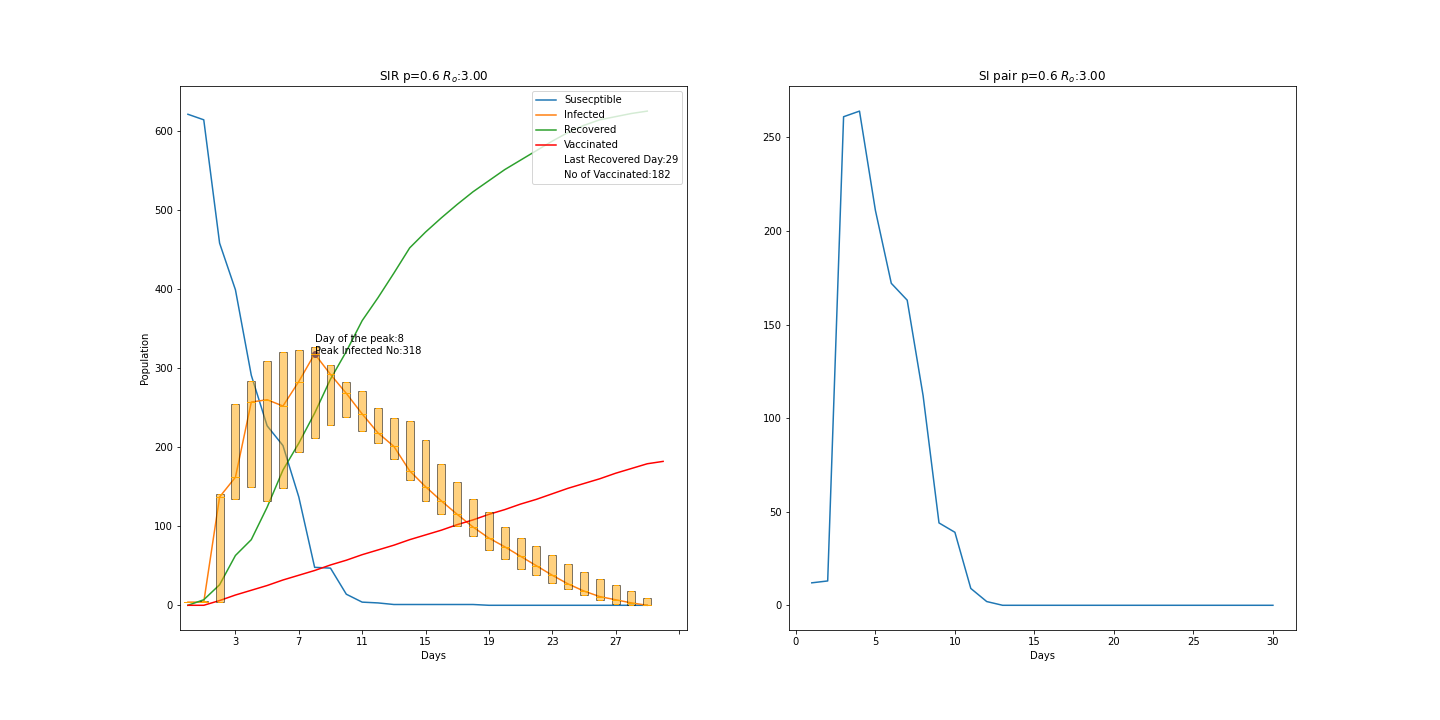 SIR p=0.6 Rₒ:3.00
Susecptible
Infected
Recovered
Vaccinated
Last Recovered Day:29
No of Vaccinated:182
Day of the peak:8
Peak Infected No:318
Population
600
500
400
300
200
100
0
3 7 11 15 19 23 27
Days
SI pair p=0.6 Rₒ:3.00
250
200
150
100
50
0
0 5 10 15 20 25 30
Days